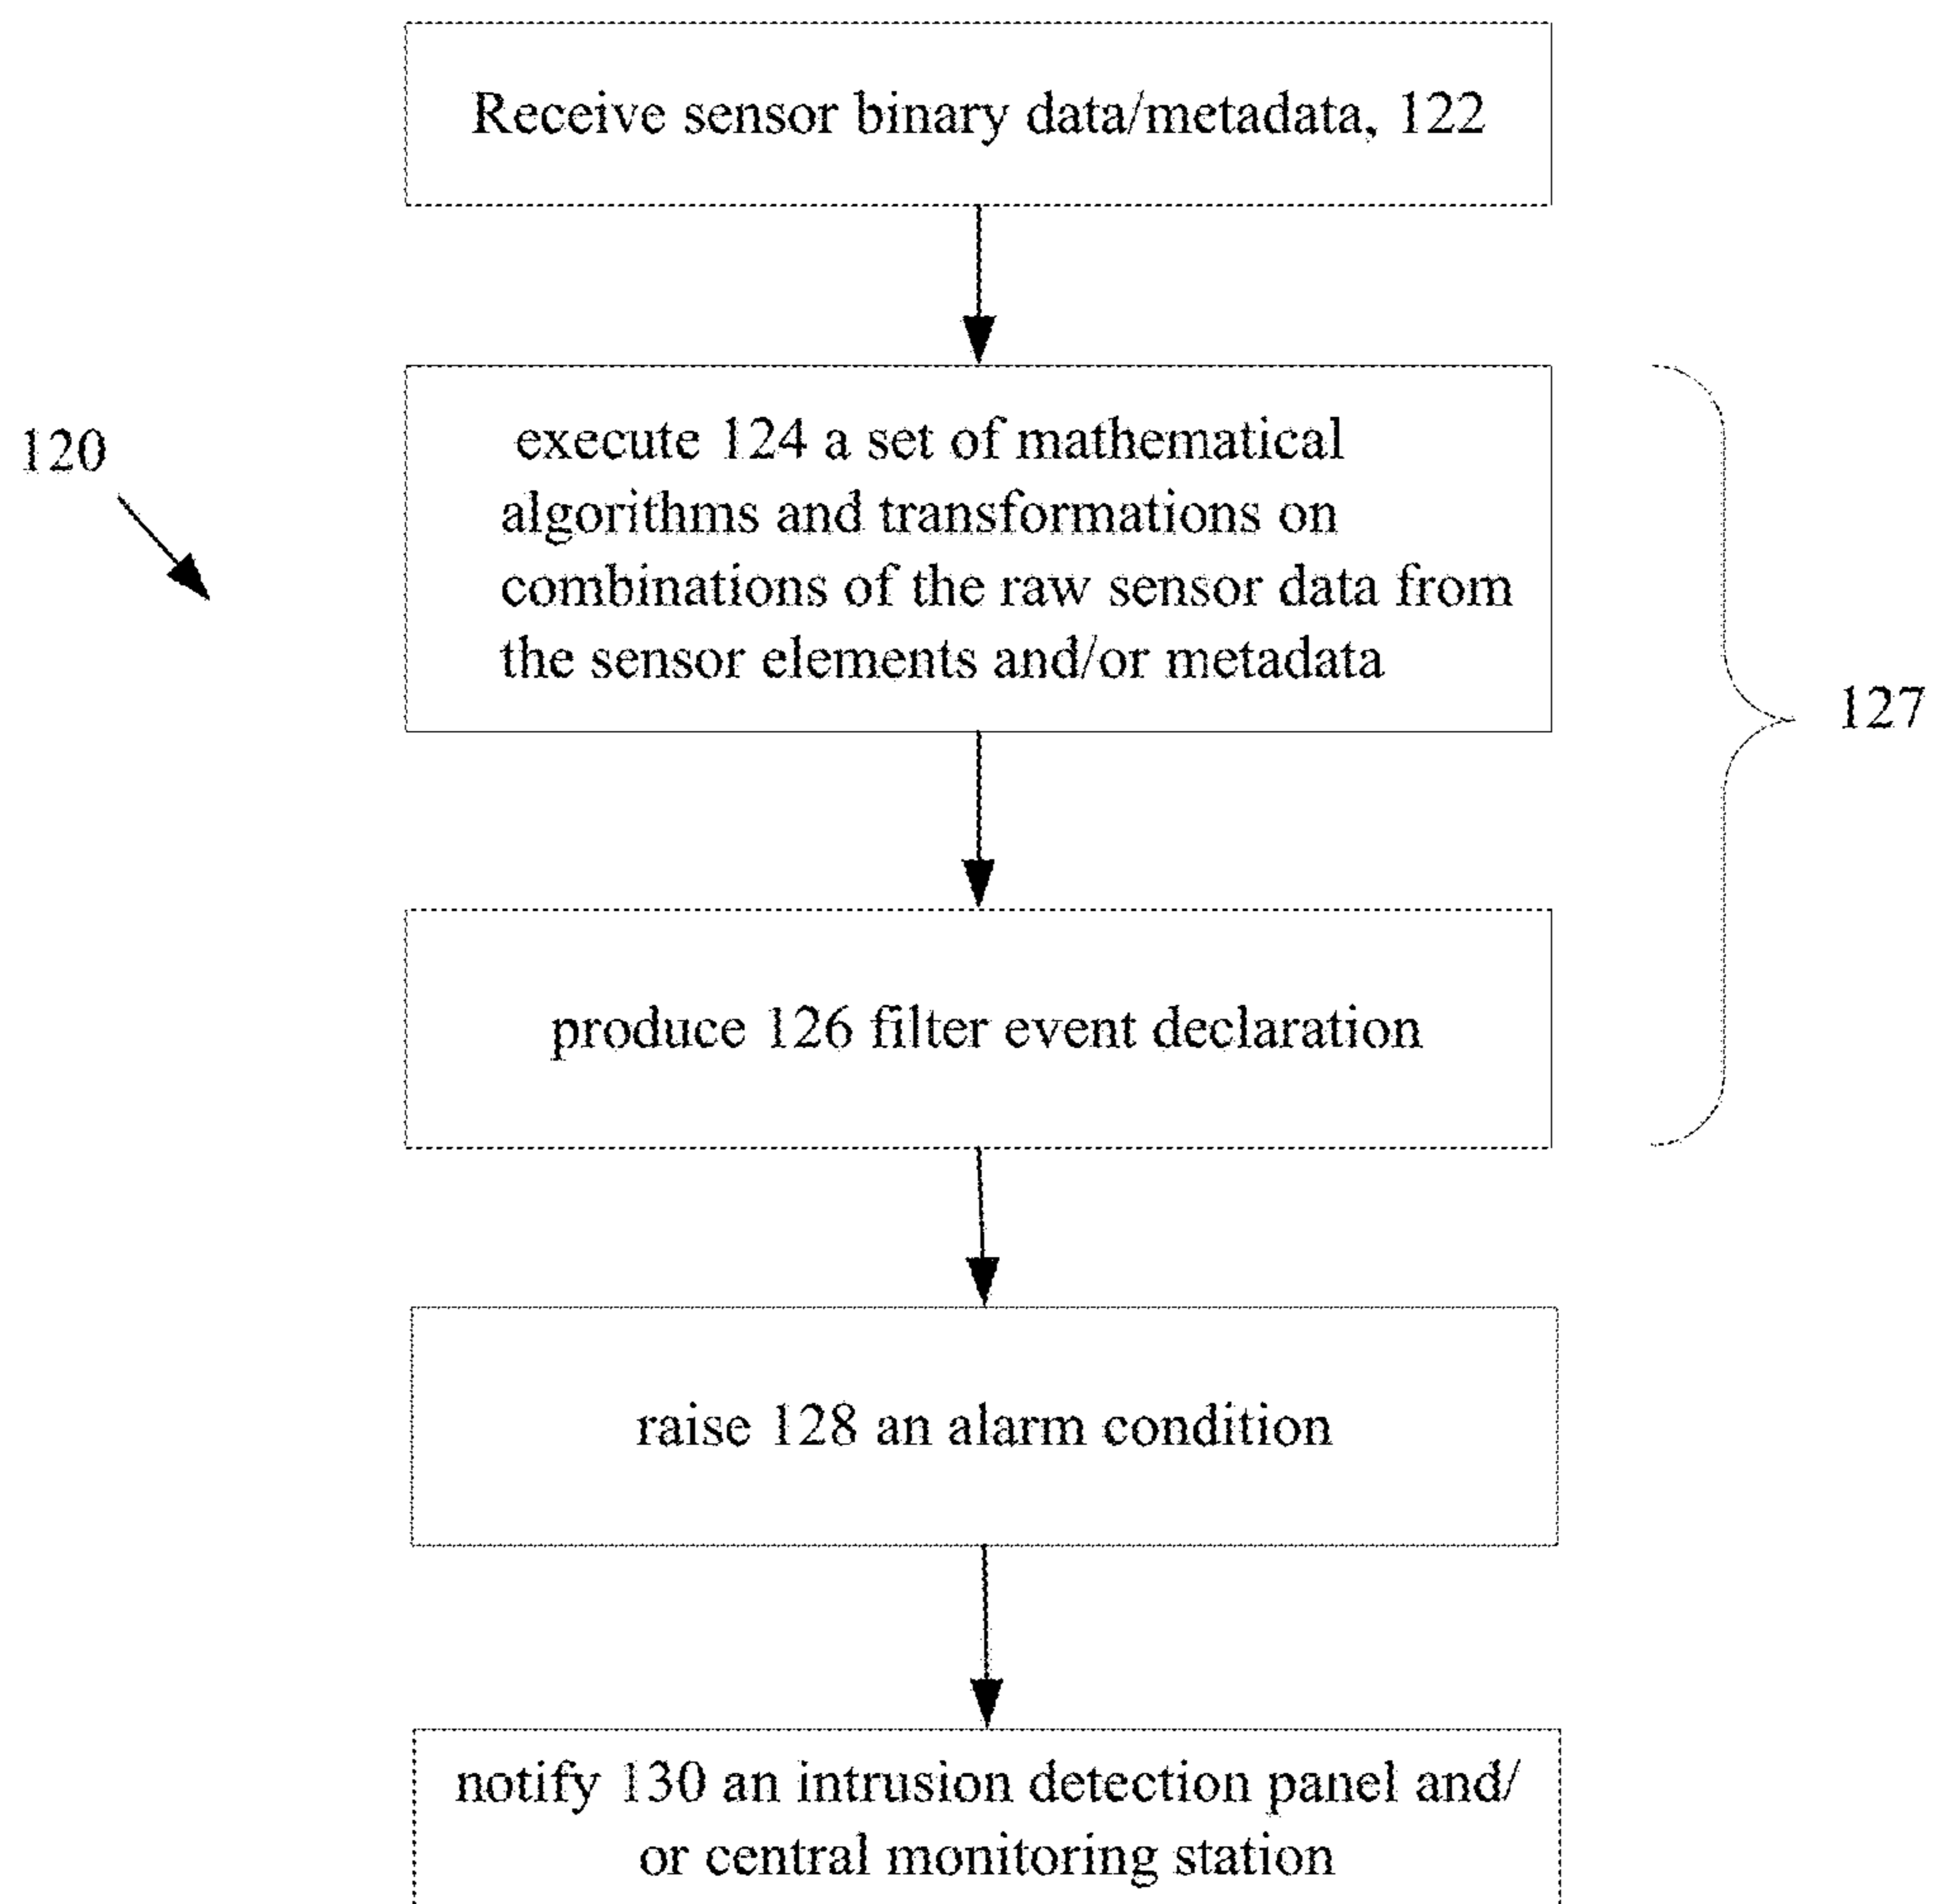 Receive sensor binary data/metadata, 122
120
execute 124 a set of mathematical
algorithms and transformations on
combinations of the raw sensor data from
the sensor elements and/or metadata
127
produce 126 filter event declaration
raise 128 an alarm condition
notify 130 an intrusion detection panel and/
or central monitoring station